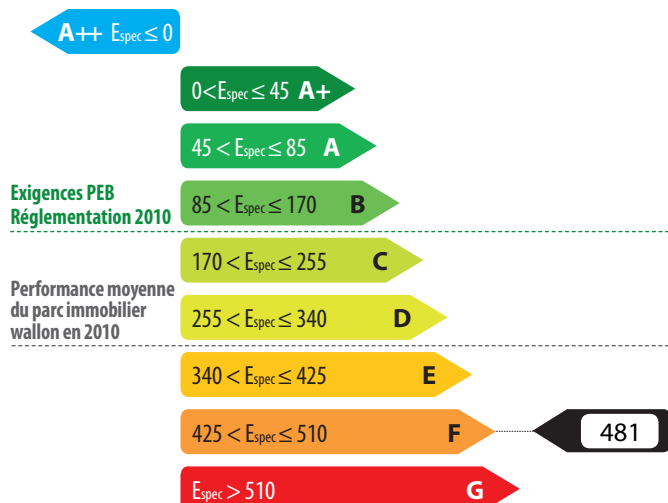 A++ Espec ≤ 0
0<Espec ≤ 45 A+
45 < Espec ≤ 85 A
Exigences PEB
Réglementation 2010
85 < Espec ≤ 170 B
170 < Espec ≤ 255 C
Performance moyenne
du parc immobilier
wallon en 2010
255 < Espec ≤ 340 D
340 < Espec ≤ 425 E
425 < Espec ≤ 510 F
481
Espec > 510 G